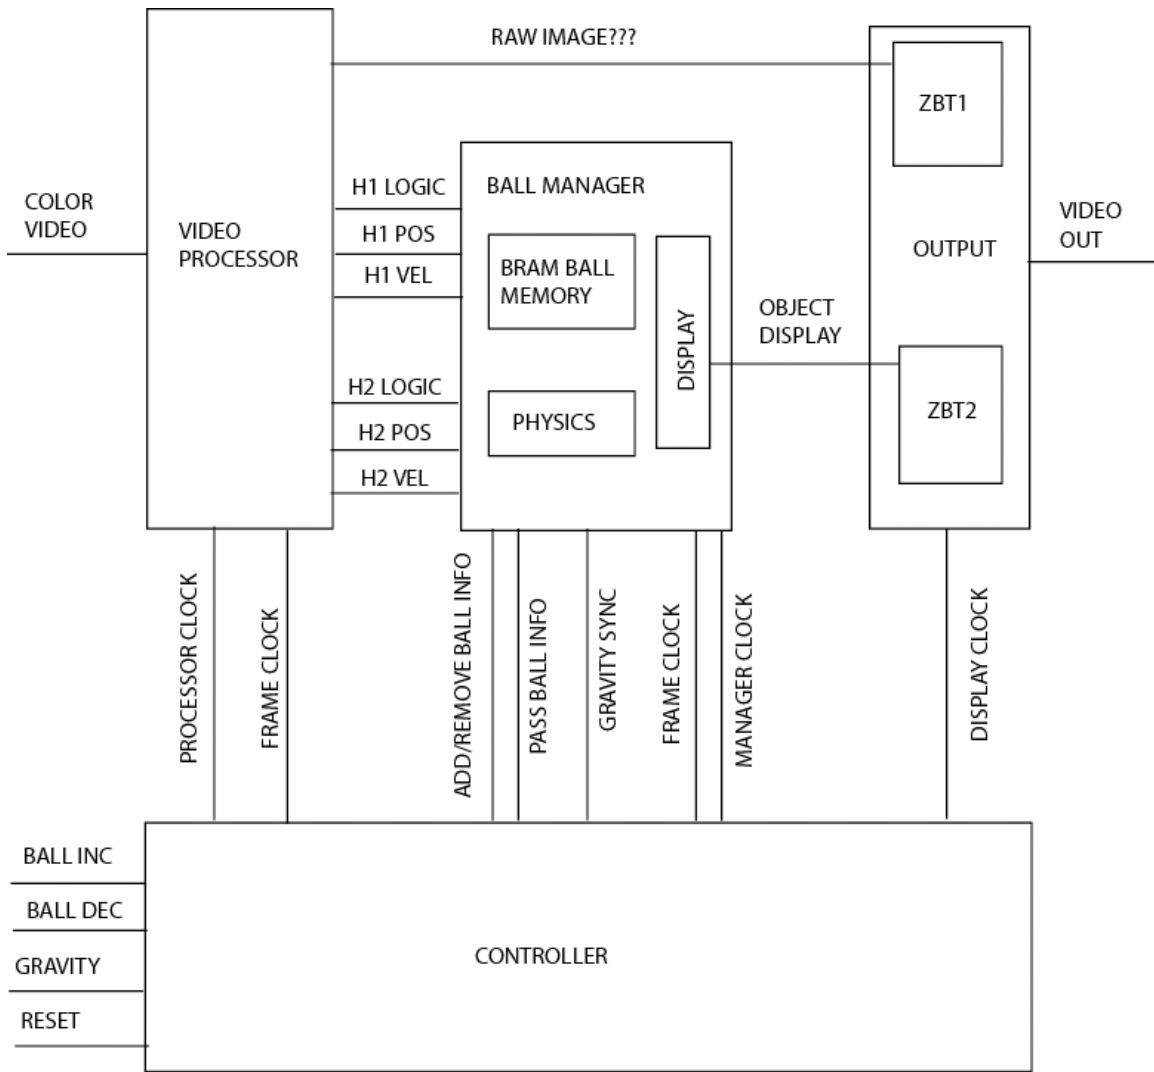 RAW IMAGE???
ZBT1
COLOR
VIDEO
VIDEO
PROCESSOR
H1 LOGIC
H1 POS
H1 VEL
H2 LOGIC
H2 POS
H2 VEL
BALL MANAGER
BRAM BALL
MEMORY
PHYSICS
DISPLAY
OBJECT
DISPLAY
OUTPUT
ZBT2
VIDEO
OUT
PROCESSOR CLOCK
FRAME CLOCK
ADD/REMOVE BALL INFO
PASS BALL INFO
GRAVITY SYNC
FRAME CLOCK
MANAGER CLOCK
DISPLAY CLOCK
BALL INC
BALL DEC
GRAVITY
RESET
CONTROLLER